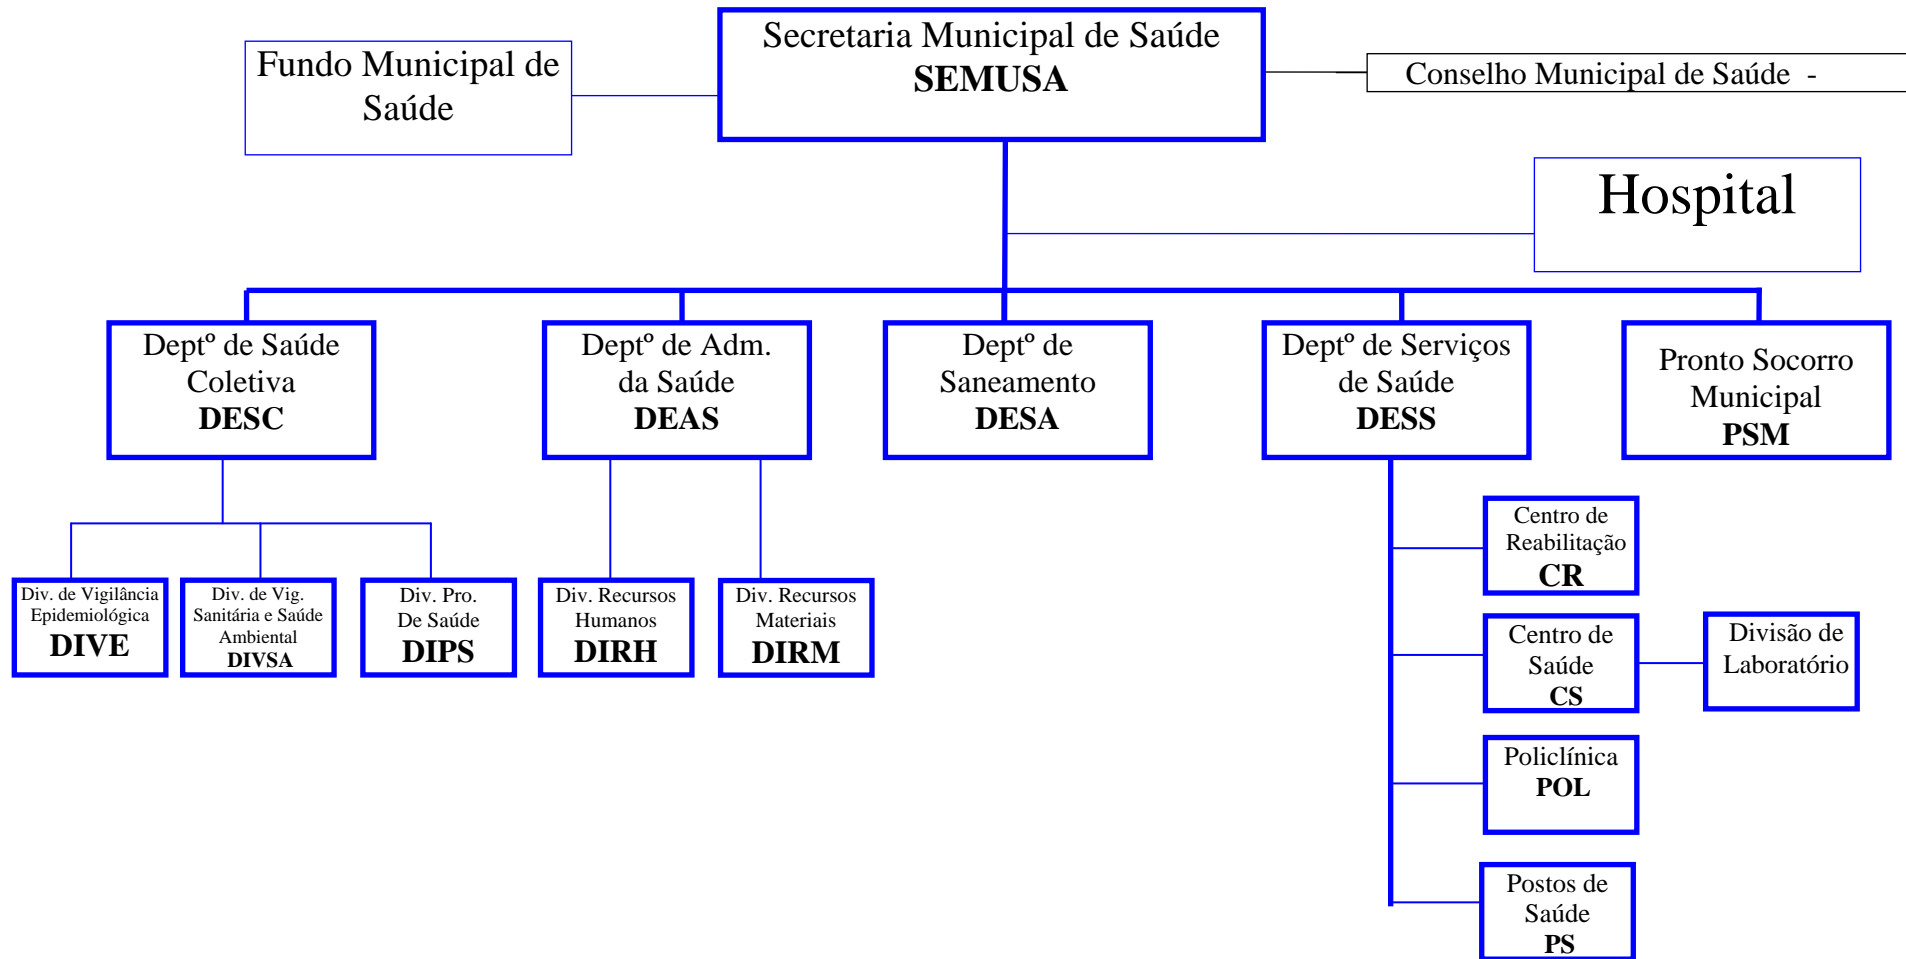 Secretaria Municipal de Saúde
SEMUSA
Fundo Municipal de
Saúde
Conselho Municipal de Saúde -
Hospital
Deptº de Saúde
Coletiva
DESC
Deptº de Adm.
da Saúde
DEAS
Deptº de
Saneamento
DESA
Deptº de Serviços
de Saúde
DESS
Pronto Socorro
Municipal
PSM
Div. de Vigilância
Epidemiológica
DIVE
Div. de Vig.
Sanitária e Saúde
Ambiental
DIVSA
Div. Pro.
De Saúde
DIPS
Div. Recursos
Humanos
DIRH
Div. Recursos
Materiais
DIRM
Centro de
Reabilitação
CR
Centro de
Saúde
CS
Divisão de
Laboratório
Policlínica
POL
Postos de
Saúde
PS